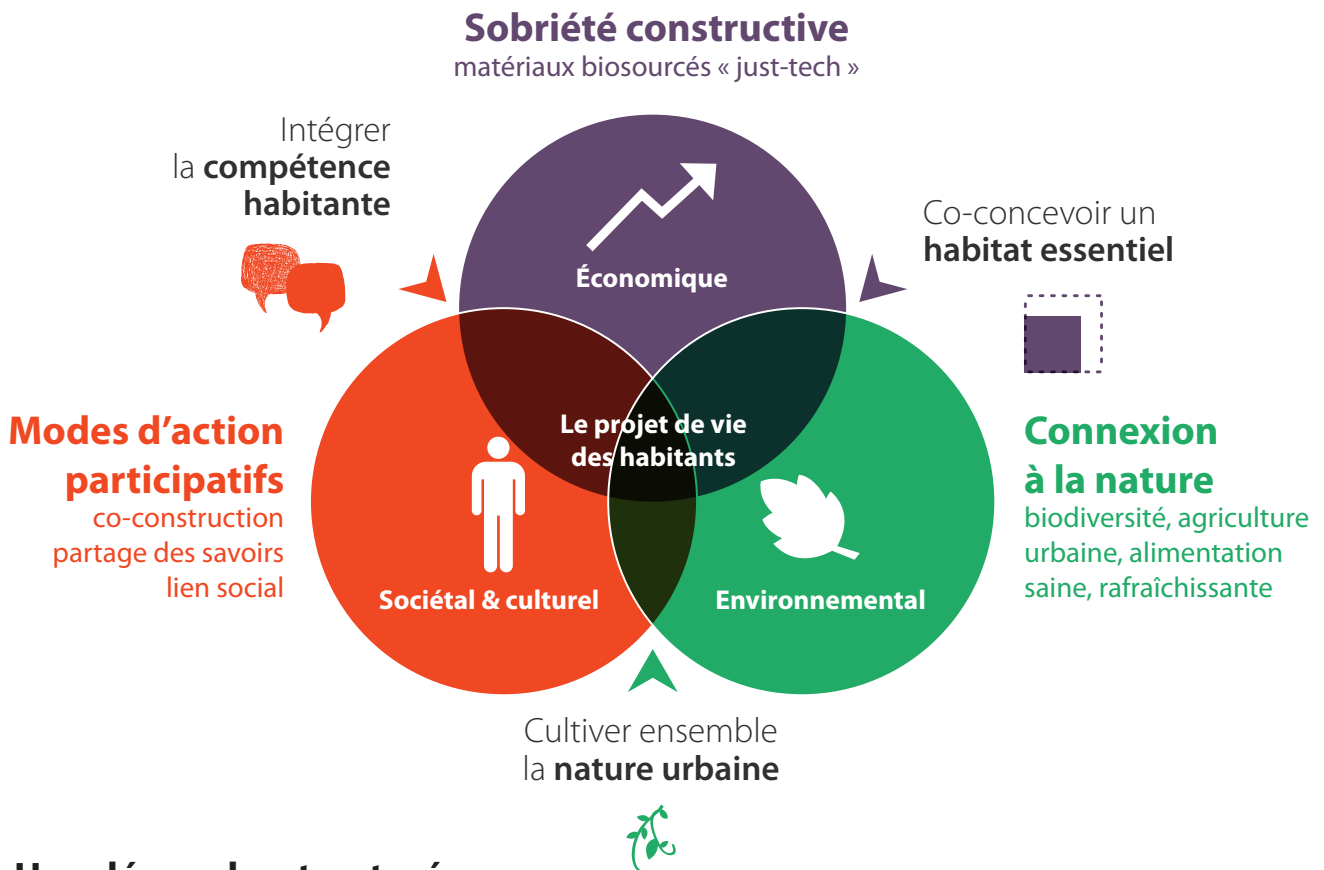 Sobriété constructive
matériaux biosourcés « just-tech »
Intégrer
la compétence
habitante
Co-concevoir un
habitat essentiel
Économique
Modes d’action
participatifs
co-construction
partage des savoirs
lien social
Le projet de vie
des habitants
Connexion
à la nature
biodiversité, agriculture
urbaine, alimentation
saine, rafraîchissante
Sociétal & culturel
Environnemental
Cultiver ensemble
la nature urbaine